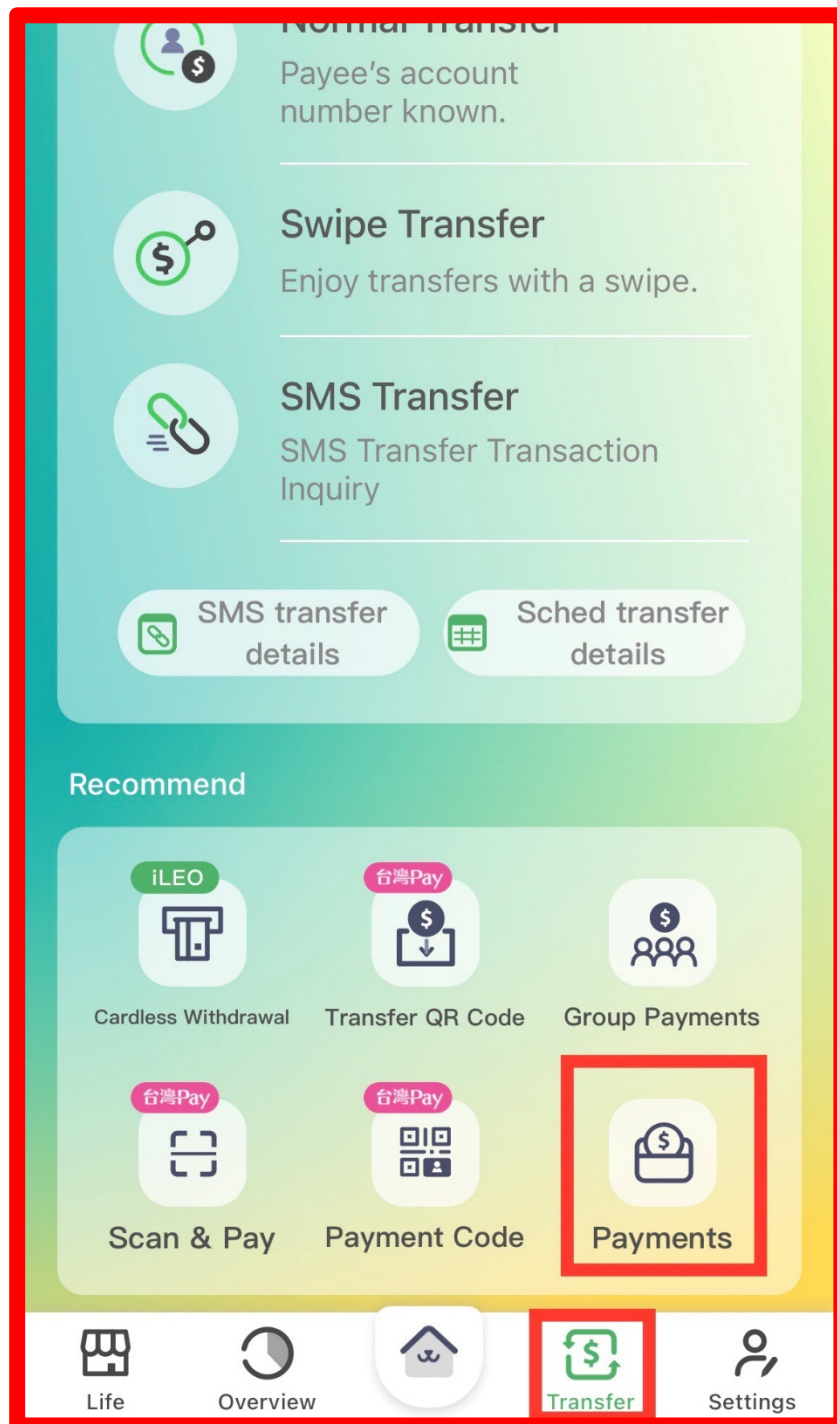 Normal Transfer
Payee's account
number known.
Swipe Transfer
Enjoy transfers with a swipe.
SMS Transfer
SMS Transfer Transaction
Inquiry
SMS transfer
details
Sched transfer
details
Recommend
iLEO
台灣Pay
Cardless Withdrawal
Transfer QR Code
Group Payments
台灣Pay
台灣Pay
Scan & Pay
Payment Code
Payments
Life
Overview
Transfer
Settings